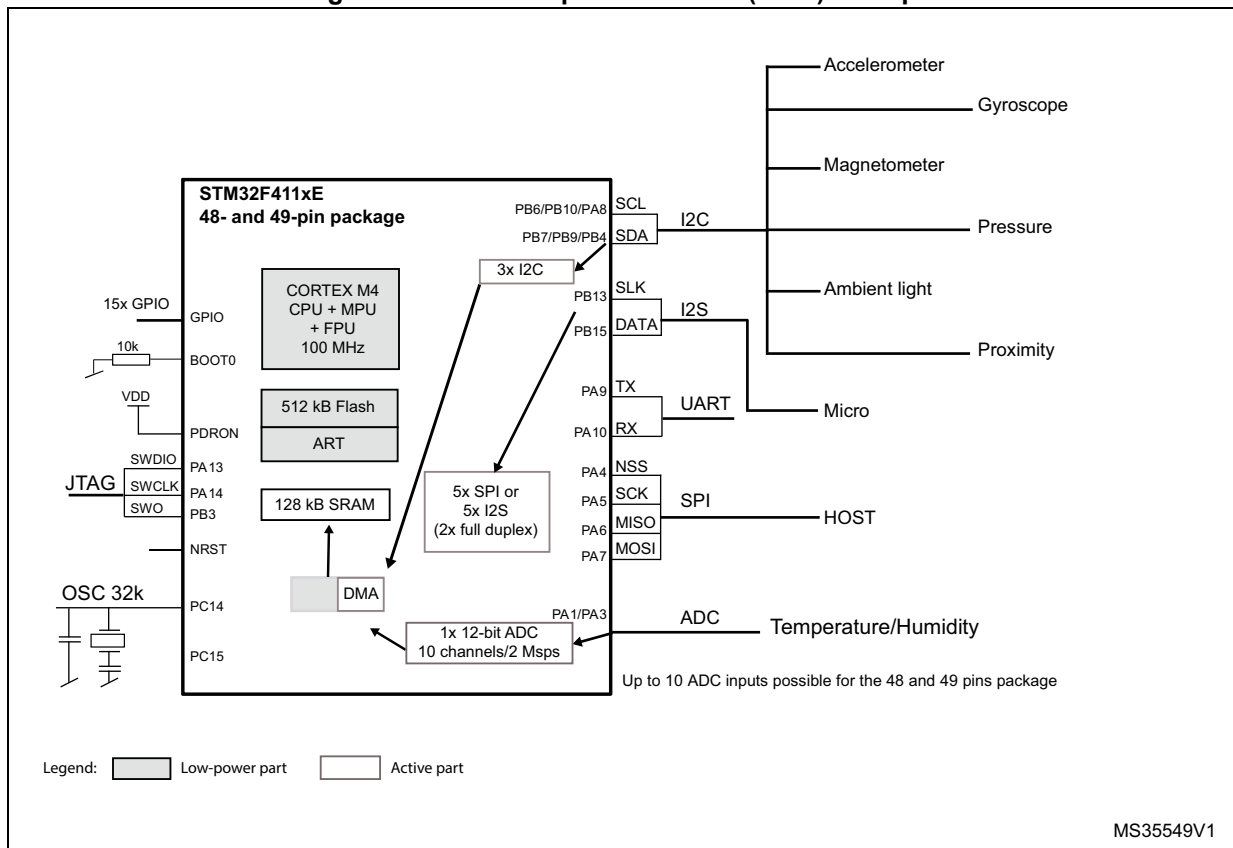 Accelerometer
Gyroscope
Magnetometer
Pressure
Ambient light
Proximity
Micro
HOST
Temperature/Humidity
STM32F411xE
48- and 49-pin package
PB6/PB10/PA8
SCL
PB7/PB9/PB4
SDA
I2C
3x I2C
PB13
SLK
PB15
DATA
I2S
PA9
TX
PA10
RX
UART
PA4
NSS
PA5
SCK
PA6
MISO
PA7
MOSI
SPI
PA1/PA3
ADC
CORTEX M4
CPU + MPU
+ FPU
100 MHz
512 kB Flash
ART
128 kB SRAM
5x SPI or
5x I2S
(2x full duplex)
DMA
1x 12-bit ADC
10 channels/2 Msps
15x GPIO
GPIO
10k
BOOT0
VDD
PDRON
JTAG
SWDIO
PA13
SWCLK
PA14
SWO
PB3
NRST
OSC 32k
PC14
PC15
Up to 10 ADC inputs possible for the 48 and 49 pins package
Legend:
Low-power part
Active part
MS35549V1